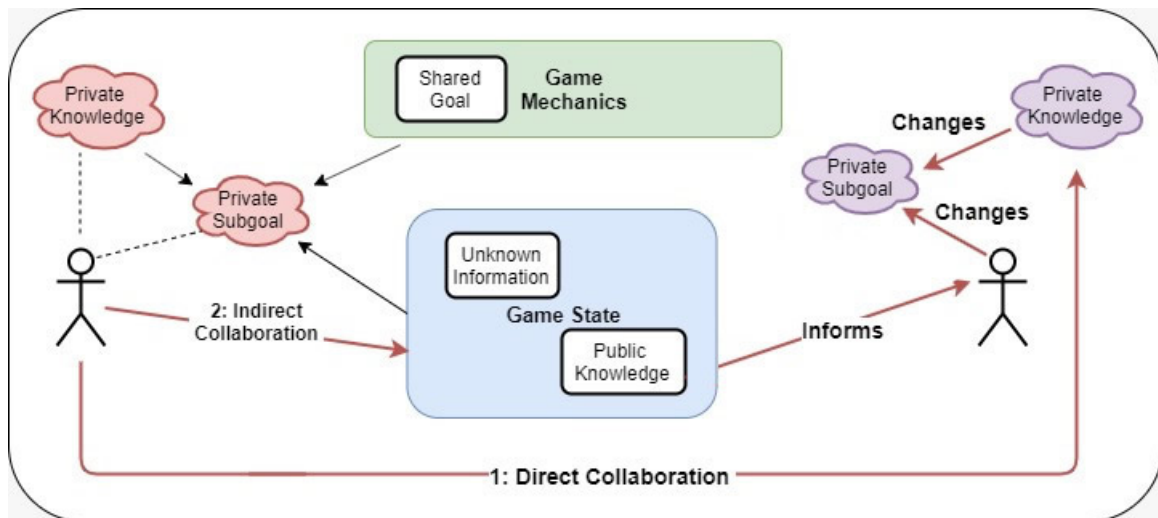 Private
Knowledge
Private
Subgoal
Shared
Goal
Game
Mechanics
Private
Knowledge
Changes
Private
Subgoal
Changes
Unknown
Information
Game State
Public
Knowledge
2: Indirect
Collaboration
Informs
1: Direct Collaboration